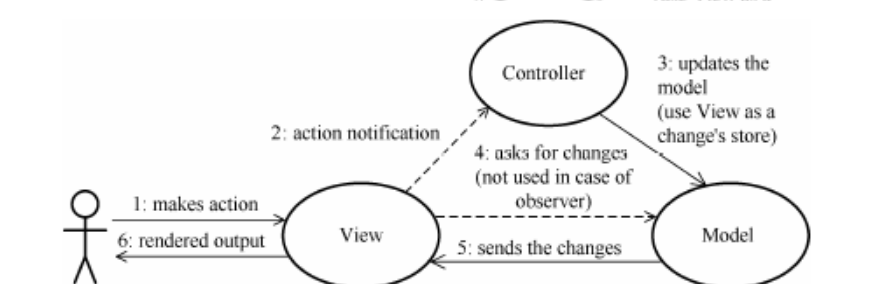 Controller
3: updates the
model
(use View as a
change's store)
2: action notification
4: asks for changes
(not used in case of
observer)
1: makes action
View
Model
6: rendered output
5: sends the changes